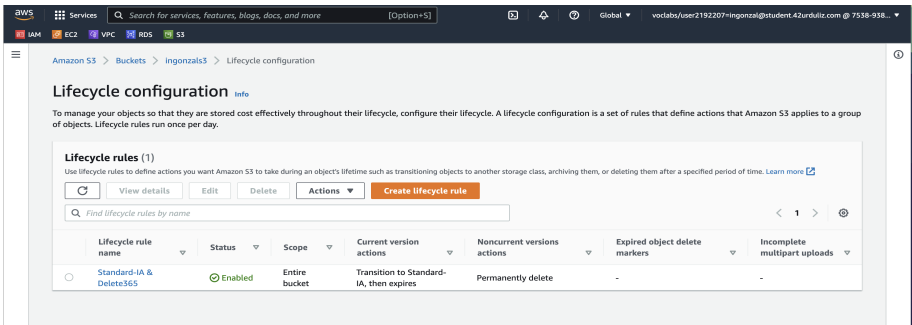 aws
Services
Search for services, features, blogs, docs, and more
[Option+S]
Global ▼
voclabs/user2192207=ingonzal@student.42urduliz.com @ 7538-938... ▼
IAM
EC2
VPC
RDS
S3
Amazon S3 > Buckets > ingonzals3 > Lifecycle configuration
Lifecycle configuration Info
To manage your objects so that they are stored cost effectively throughout their lifecycle, configure their lifecycle. A lifecycle configuration is a set of rules that define actions that Amazon S3 applies to a group
of objects. Lifecycle rules run once per day.
Lifecycle rules (1)
Use lifecycle rules to define actions you want Amazon S3 to take during an object's lifetime such as transitioning objects to another storage class, archiving them, or deleting them after a specified period of time. Learn more
View details
Edit
Delete
Actions ▼
Create lifecycle rule
Find lifecycle rules by name
< 1 >
Lifecycle rule
name
Status
Scope
Current version
actions
Noncurrent versions
actions
Expired object delete
markers
Incomplete
multipart uploads
Standard-IA &
Delete365
Enabled
Entire
bucket
Transition to Standard-
IA, then expires
Permanently delete
-
-